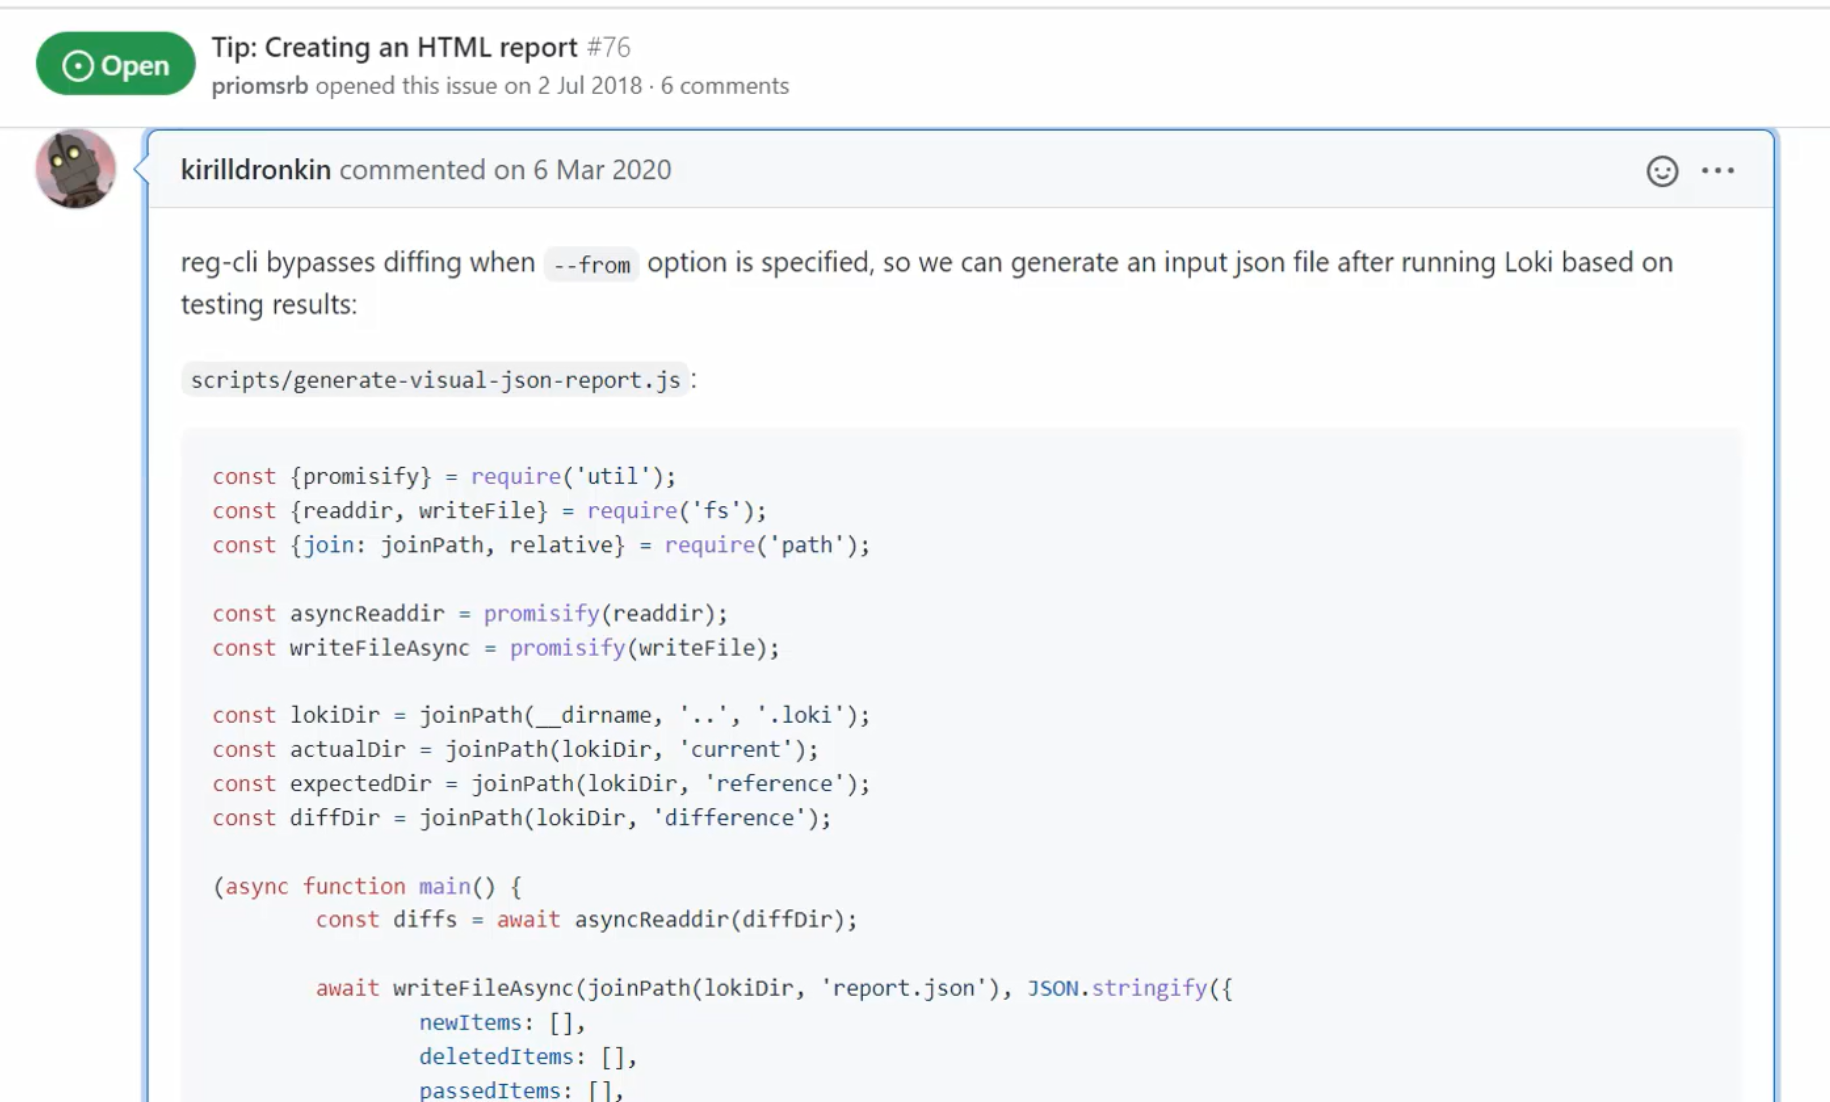 Open
Tip: Creating an HTML report #76
priomsrb opened this issue on 2 Jul 2018 · 6 comments
kirilldronkin commented on 6 Mar 2020
reg-cli bypasses diffing when --from option is specified, so we can generate an input json file after running Loki based on
testing results:
scripts/generate-visual-json-report.js:
const {promisify} = require('util');
const {readdir, writeFile} = require('fs');
const {join: joinPath, relative} = require('path');
const asyncReaddir = promisify(readdir);
const writeFileAsync = promisify(writeFile);
const lokiDir = joinPath(__dirname, '..', '.loki');
const actualDir = joinPath(lokiDir, 'current');
const expectedDir = joinPath(lokiDir, 'reference');
const diffDir = joinPath(lokiDir, 'difference');
(async function main() {
const diffs = await asyncReaddir(diffDir);
await writeFileAsync(joinPath(lokiDir, 'report.json'), JSON.stringify({
newItems: [],
deletedItems: [],
passedItems: [],